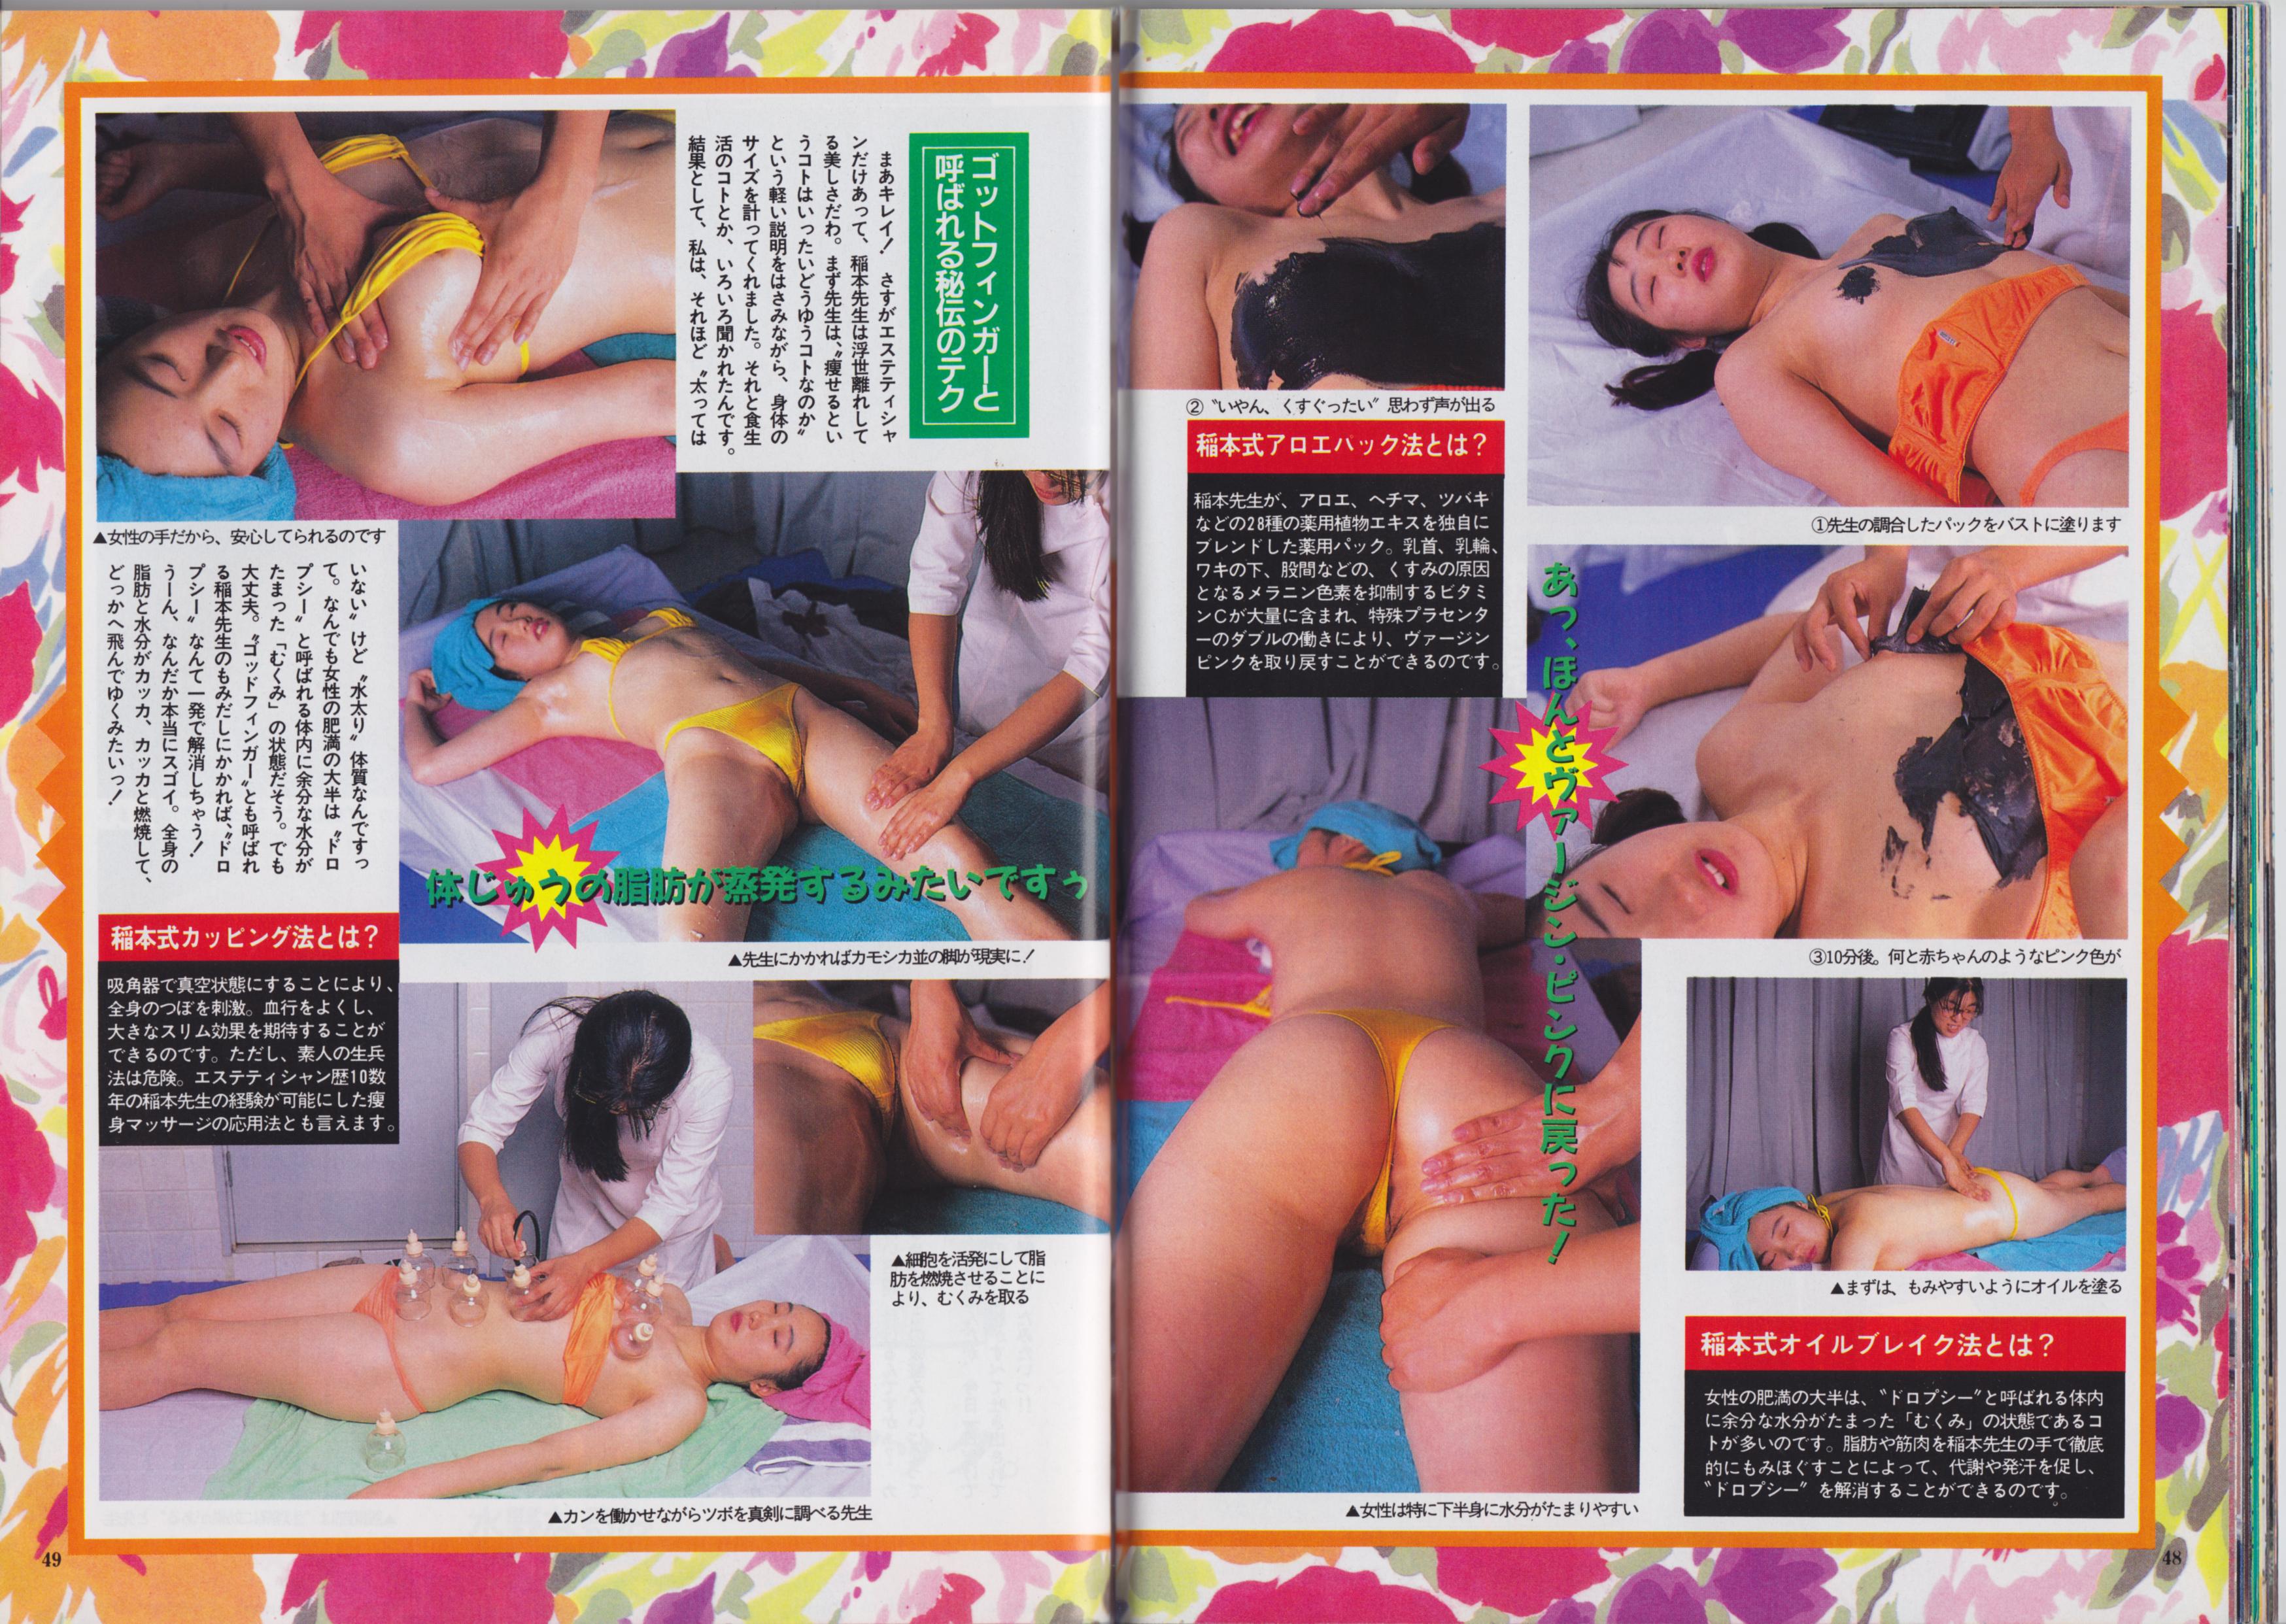 ①先生の調合したパックをバストに塗ります
②〝いやん、くすぐったい〟思わず声が出る
稲本式アロエパック法とは?
稲本先生が、アロエ、ヘチマ、ツバキ
などの28種の薬用植物エキスを独自に
ブレンドした薬用パック。乳首、乳輪、
ワキの下、股間などの、くすみの原因
となるメラニン色素を抑制するビタミ
ンCが大量に含まれ、特殊プラセンタ
ーのダブルの働きにより、ヴァージン
ピンクを取り戻すことができるのです。
あっ、ほんとヴァージン・ピンクに戻った!
③10分後。何と赤ちゃんのようなピンク色が
▲まずは、もみやすいようにオイルを塗る
稲本式オイルブレイク法とは?
女性の肥満の大半は、〝ドロプシー〟と呼ばれる体内
に余分な水分がたまった「むくみ」の状態であるコ
トが多いのです。脂肪や筋肉を稲本先生の手で徹底
的にもみほぐすことによって、代謝や発汗を促し、
〝ドロプシー〟を解消することができるのです。
▲女性は特に下半身に水分がたまりやすい
48
ゴットフィンガーと
呼ばれる秘伝のテク
まあキレイ! さすがエステティシャ
ンだけあって、稲本先生は浮世離れして
る美しさだわ。まず先生は、〝痩せるとい
うコトはいったいどうゆうコトなのか〟
という軽い説明をはさみながら、身体の
サイズを計ってくれました。それと食生
活のコトとか、いろいろ聞かれたんです。
結果として、私は、それほど〝太っては
▲女性の手だから、安心してられるのです
いない〟けど〝水太り〟体質なんですっ
て。なんでも女性の肥満の大半は〝ドロ
プシー〟と呼ばれる体内に余分な水分が
たまった「むくみ」の状態だそう。でも
大丈夫。〝ゴッドフィンガー〟とも呼ばれ
る稲本先生のもみだしにかかれば、〝ドロ
プシー〟なんて一発で解消しちゃう!
うーん、なんだか本当にスゴイ。全身の
脂肪と水分がカッカ、カッカと燃焼して、
どっかへ飛んでゆくみたいっ!
体じゅうの脂肪が蒸発するみたいですぅ
▲先生にかかればカモシカ並の脚が現実に!
稲本式カッピング法とは?
吸角器で真空状態にすることにより、
全身のつぼを刺激。血行をよくし、
大きなスリム効果を期待することが
できるのです。ただし、素人の生兵
法は危険。エステティシャン歴10数
年の稲本先生の経験が可能にした痩
身マッサージの応用法とも言えます。
▲細胞を活発にして脂
肪を燃焼させることに
より、むくみを取る
▲カンを働かせながらツボを真剣に調べる先生
49